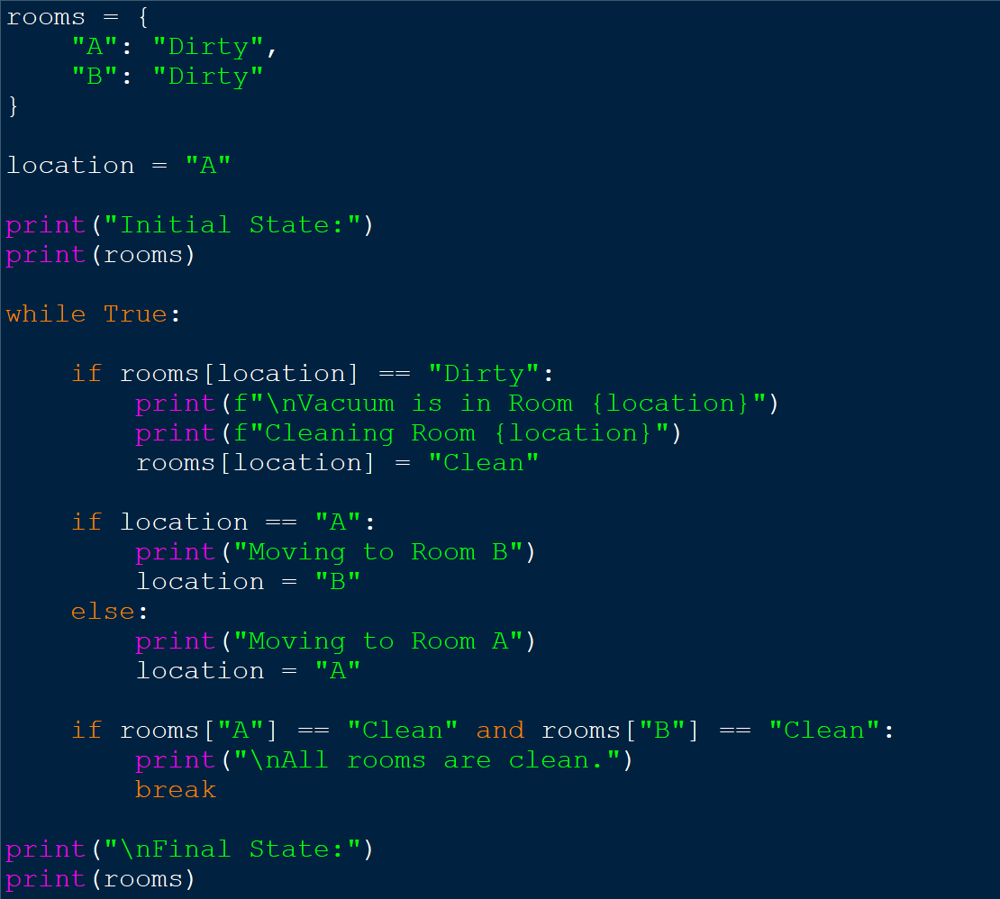 rooms = {
    "A": "Dirty",
    "B": "Dirty"
}

location = "A"

print("Initial State:")
print(rooms)

while True:

    if rooms[location] == "Dirty":
        print(f"\nVacuum is in Room {location}")
        print(f"Cleaning Room {location}")
        rooms[location] = "Clean"

    if location == "A":
        print("Moving to Room B")
        location = "B"
    else:
        print("Moving to Room A")
        location = "A"

    if rooms["A"] == "Clean" and rooms["B"] == "Clean":
        print("\nAll rooms are clean.")
        break

print("\nFinal State:")
print(rooms)